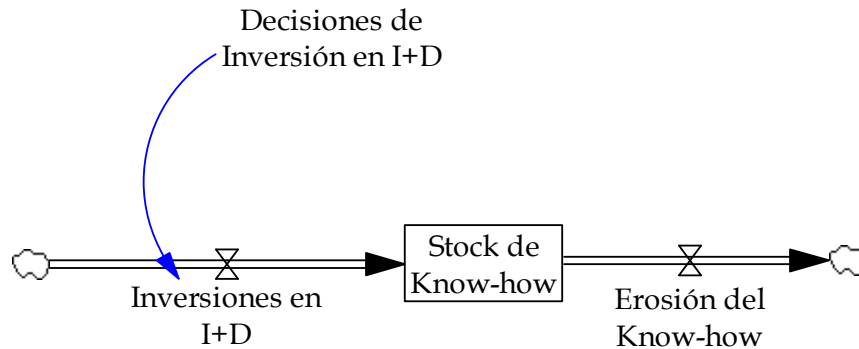 Decisiones de
Inversión en I+D
Stock de
Know-how
Inversiones en
I+D
Erosión del
Know-how